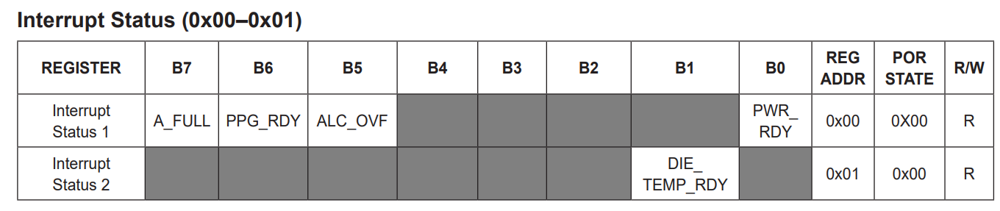 Interrupt Status (0x00–0x01)
REGISTER B7 B6 B5 B4 B3 B2 B1 B0 REG ADDR POR STATE R/W
Interrupt Status 1 A_FULL PPG_RDY ALC_OVF PWR_ RDY 0x00 0X00 R
Interrupt Status 2 DIE_ TEMP_RDY 0x01 0x00 R